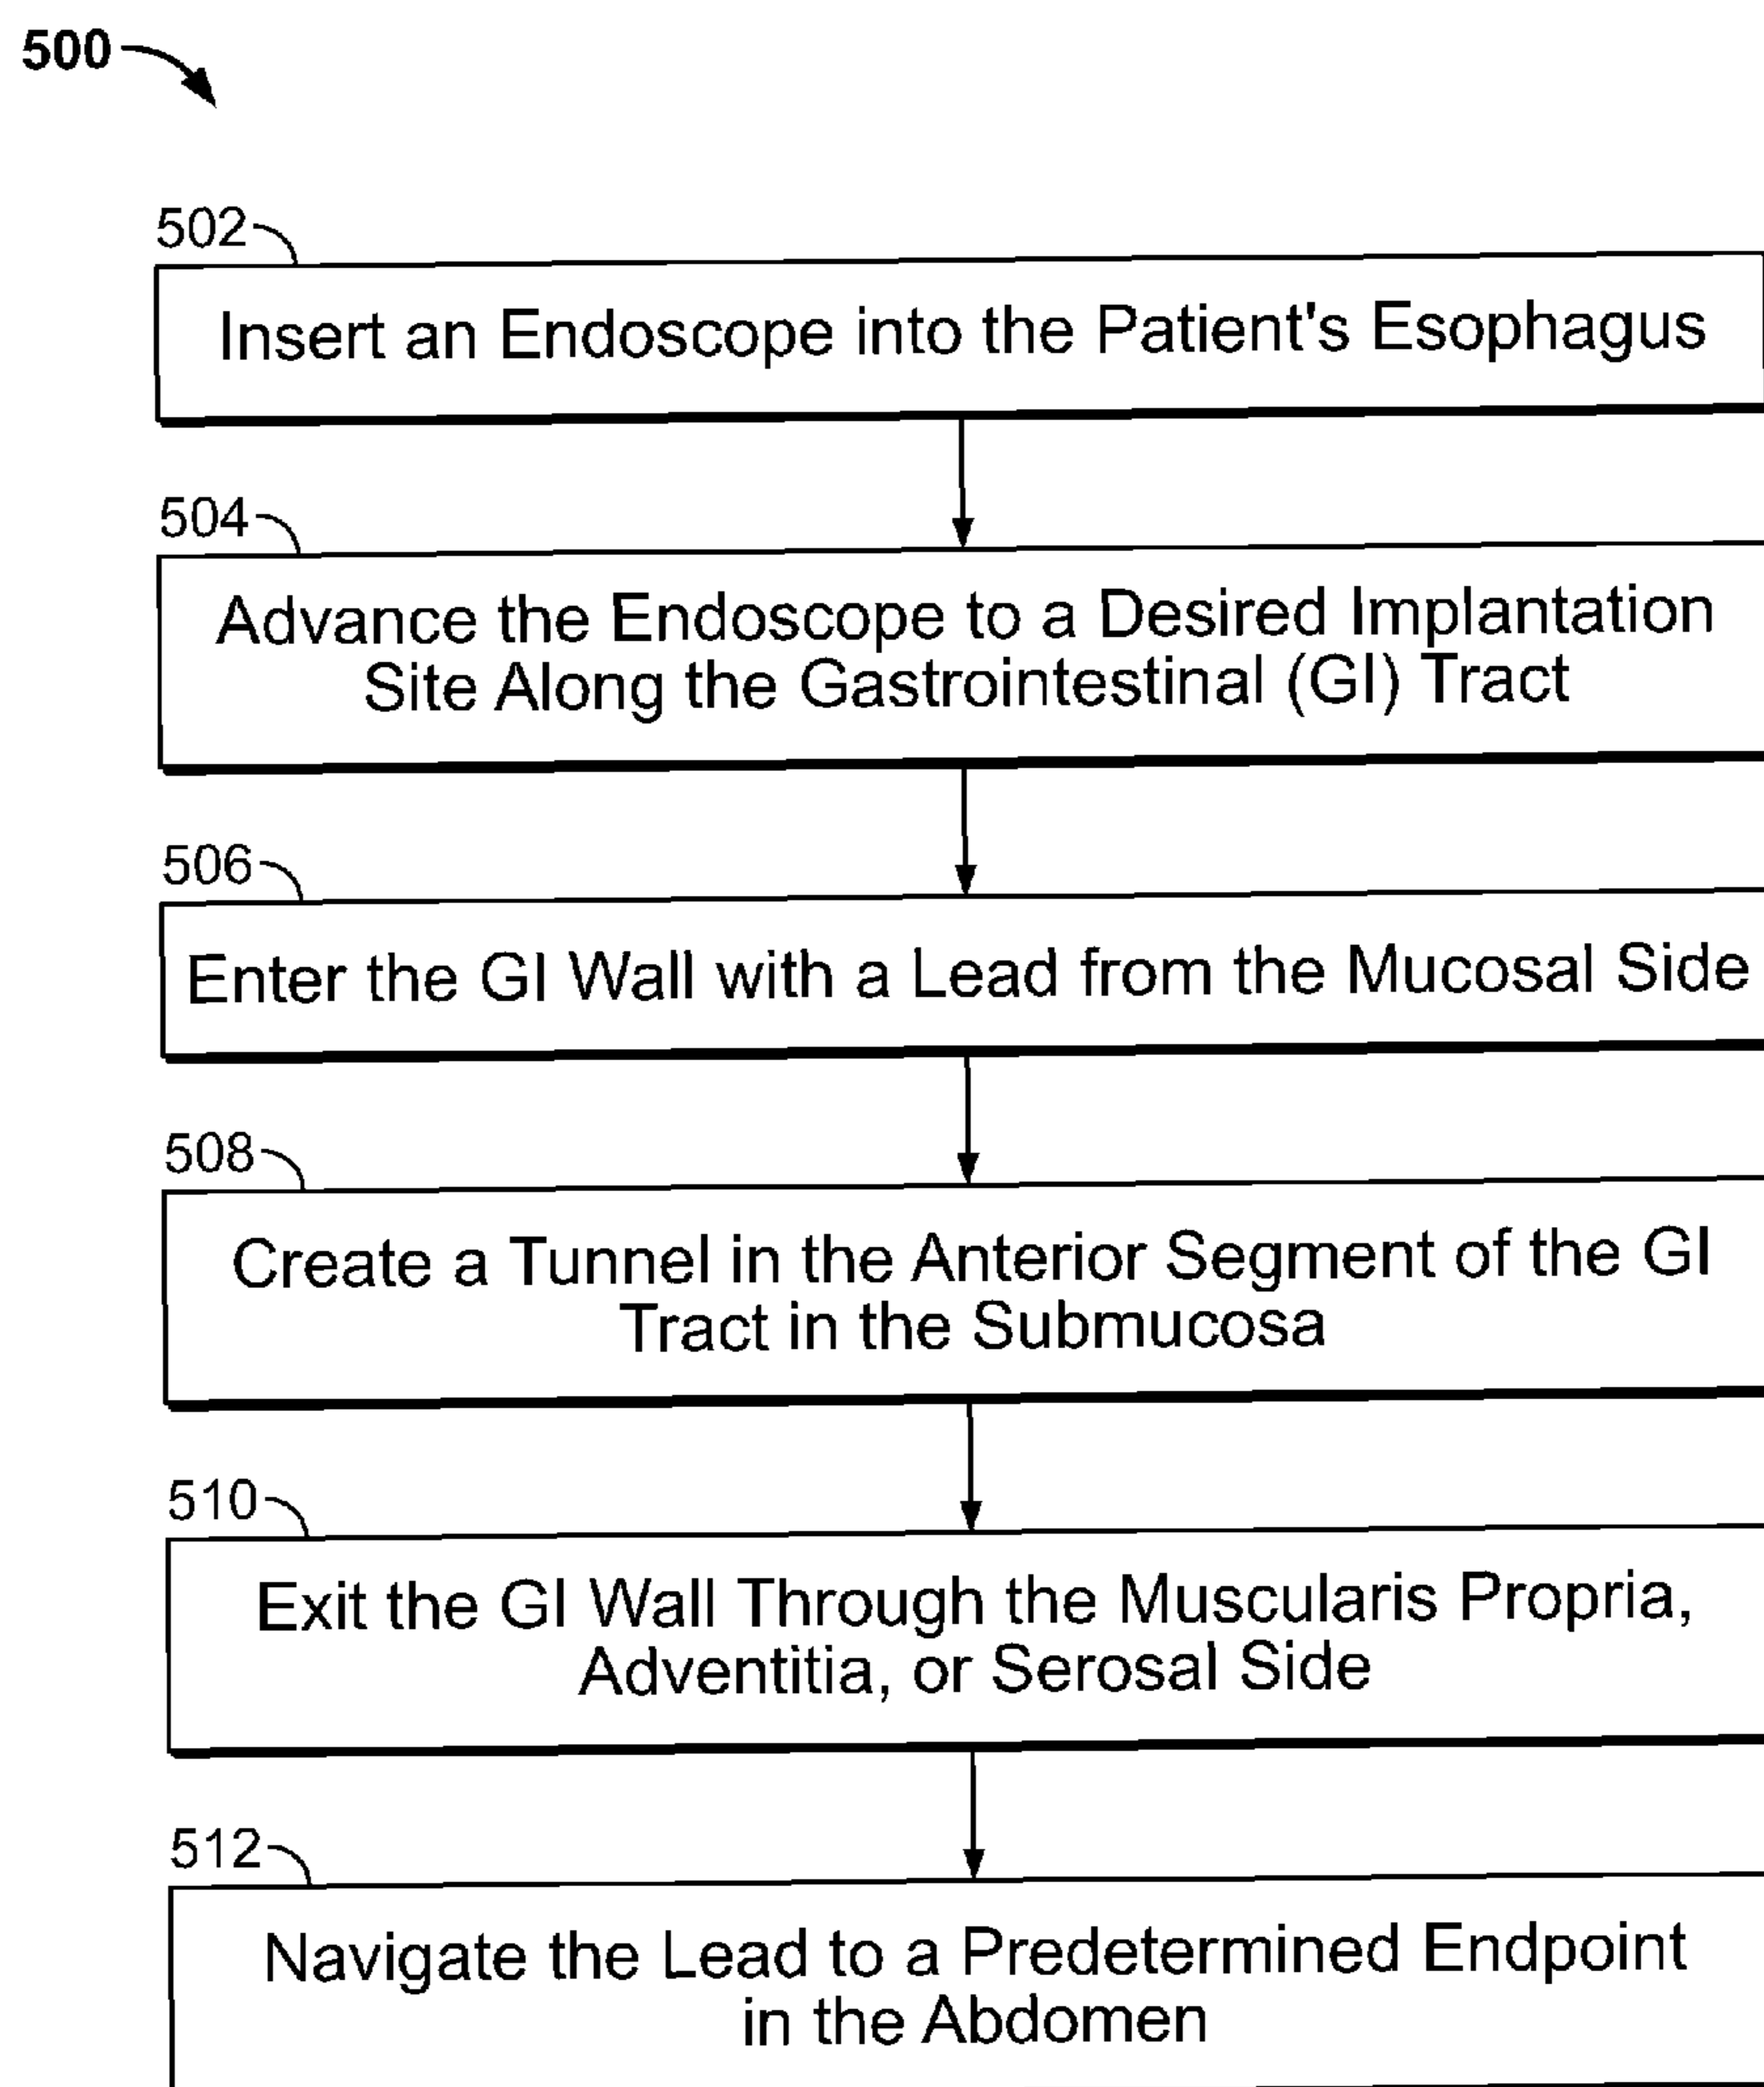 500
502
Insert an Endoscope into the Patient's Esophagus
504
Advance the Endoscope to a Desired Implantation
Site Along the Gastrointestinal (GI) Tract
506
Enter the GI Wall with a Lead from the Mucosal Side
508
Create a Tunnel in the Anterior Segment of the GI
Tract in the Submucosa
510
Exit the GI Wall Through the Muscularis Propria,
Adventitia, or Serosal Side
512
Navigate the Lead to a Predetermined Endpoint
in the Abdomen